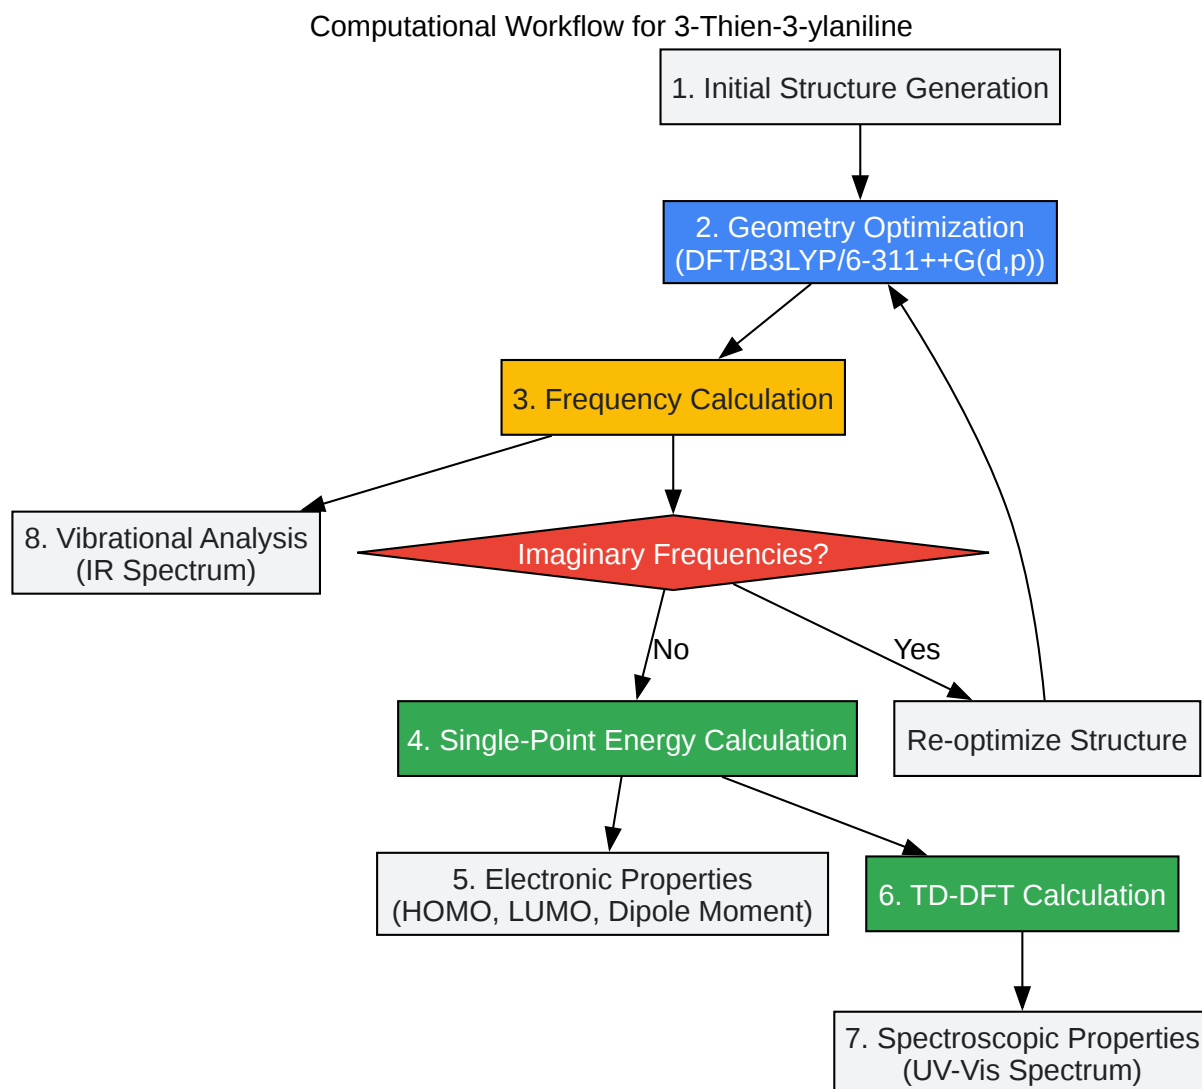 Computational Workflow for 3-Thien-3-ylaniline
1. Initial Structure Generation
2. Geometry Optimization
(DFT/B3LYP/6-311++G(d,p))
3. Frequency Calculation
8. Vibrational Analysis
(IR Spectrum)
Imaginary Frequencies?
No
Yes
4. Single-Point Energy Calculation
Re-optimize Structure
5. Electronic Properties
(HOMO, LUMO, Dipole Moment)
6. TD-DFT Calculation
7. Spectroscopic Properties
(UV-Vis Spectrum)